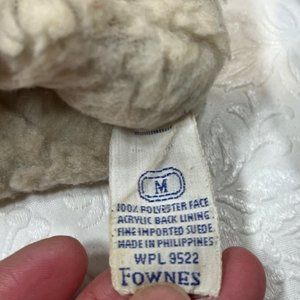 M
100% POLYESTER FACE
ACRYLIC BACK LINING
FINE IMPORTED SUEDE
MADE IN PHILIPPINES
WPL 9522
FOWNES